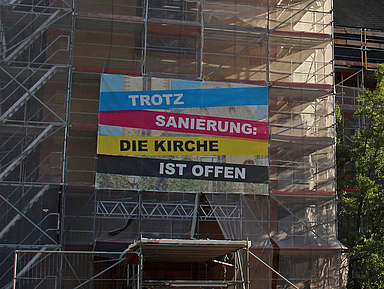 TROTZ
SANIERUNG:
DIE KIRCHE
IST OFFEN